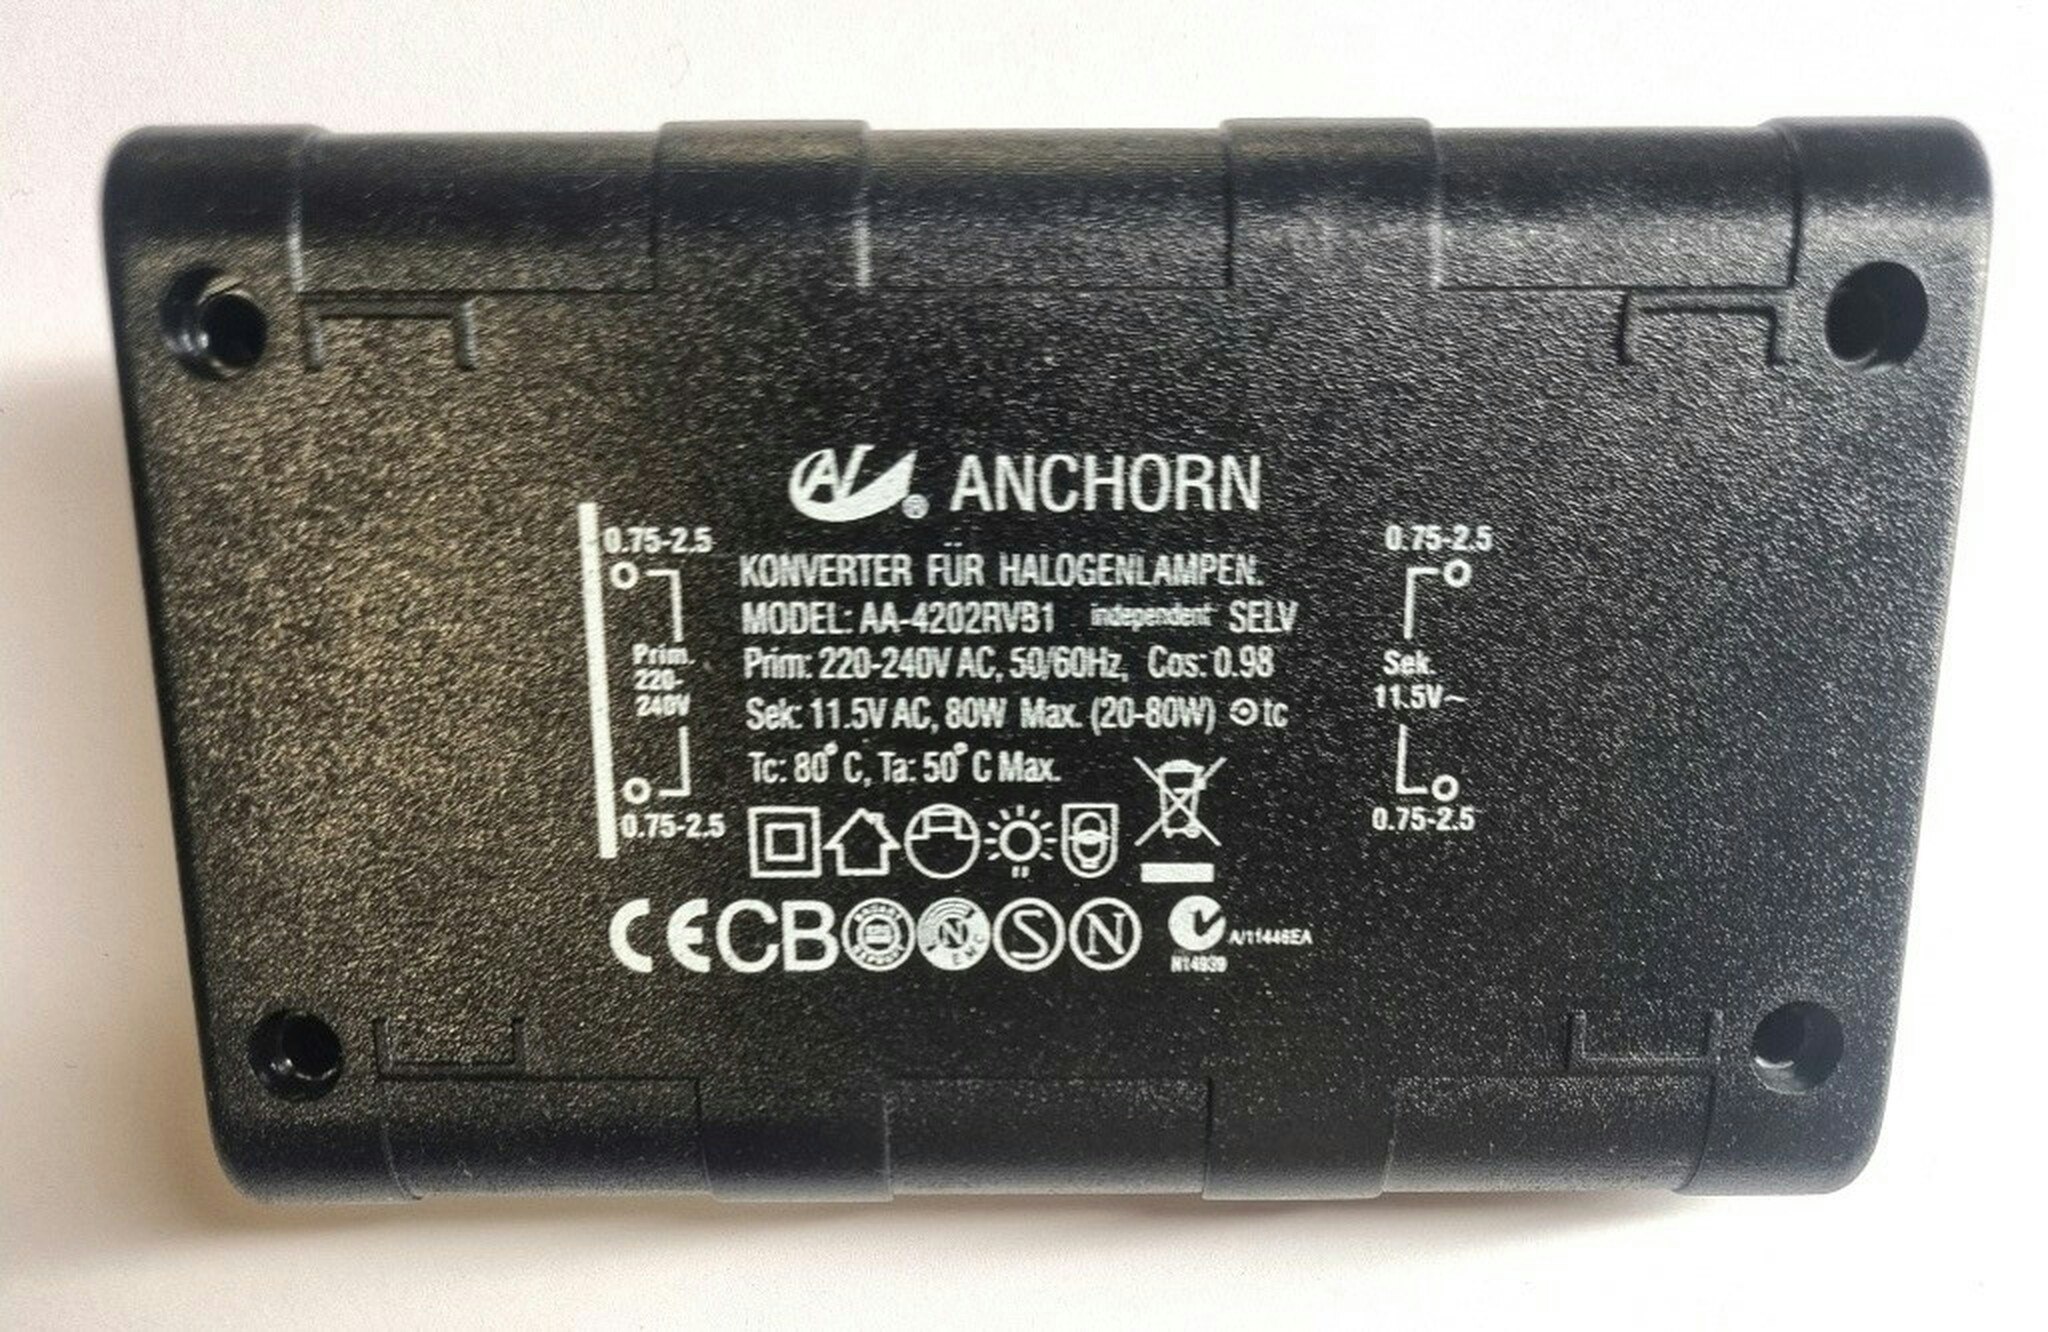 ANCHORN
0.75-2.5
0.75-2.5
KONVERTER FÜR HALOGENLAMPEN.
MODEL: AA-4202RVB1 independent SELV
Prim: 220-240V AC, 50/60Hz, Cos: 0.98
Sek: 11.5V AC, 80W Max. (20-80W) tc
Tc: 80° C, Ta: 50° C Max.
Prim.
220-
240V
Sek.
11.5V~
0.75-2.5
0.75-2.5
CE CB N EMC S N
A/11446EA
N14939